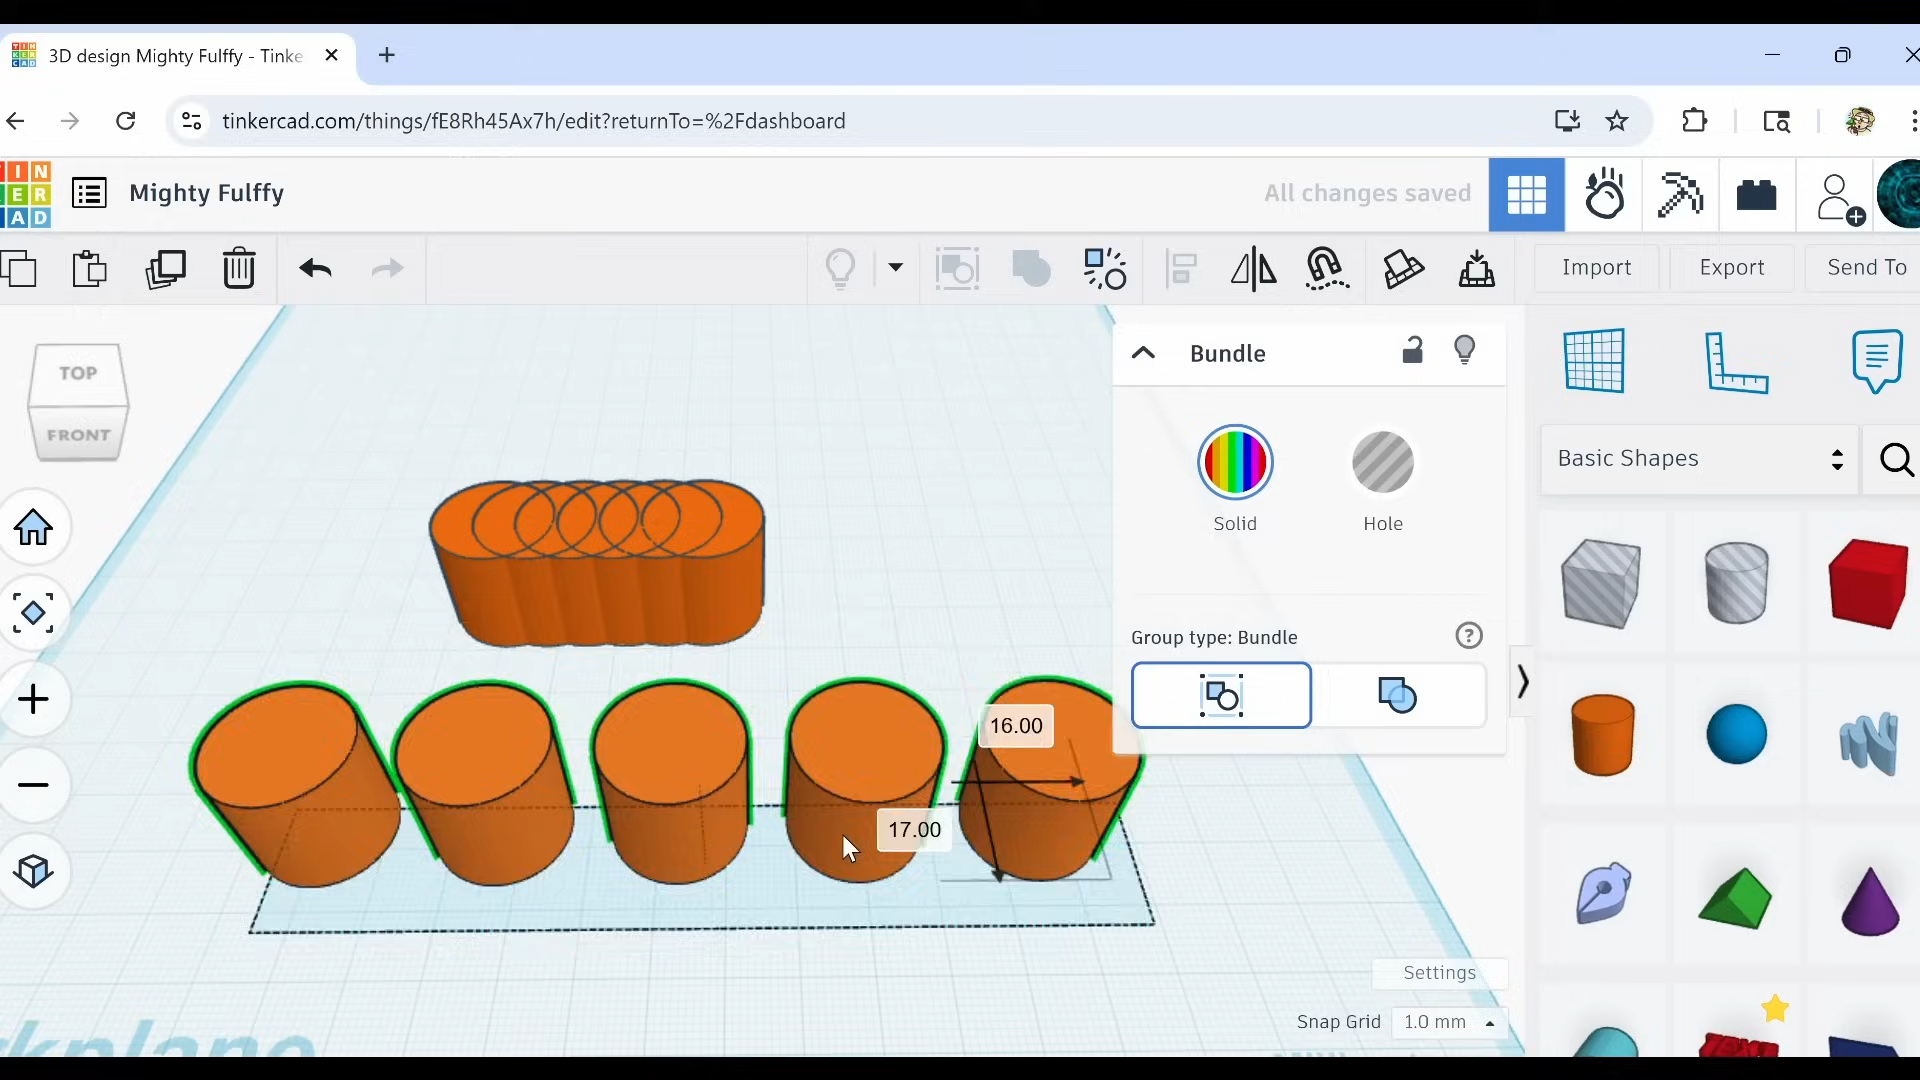 3D design Mighty Fulffy - Tinke
tinkercad.com/things/fE8Rh45Ax7h/edit?returnTo=%2Fdashboard
TIN
KER
CAD
Mighty Fulffy
All changes saved
Import
Export
Send To
TOP
FRONT
Bundle
Solid
Hole
Group type: Bundle
?
Basic Shapes
16.00
17.00
Settings
Snap Grid
1.0 mm
rkplane